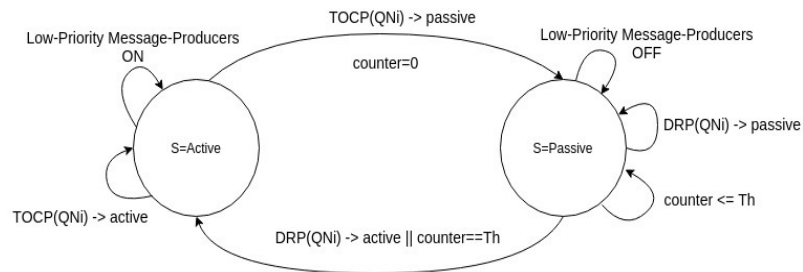 TOCP(QNi) -> passive
Low-Priority Message-Producers
ON
counter=0
Low-Priority Message-Producers
OFF
S=Active
S=Passive
DRP(QNi) -> passive
counter <= Th
TOCP(QNi) -> active
DRP(QNi) -> active || counter==Th